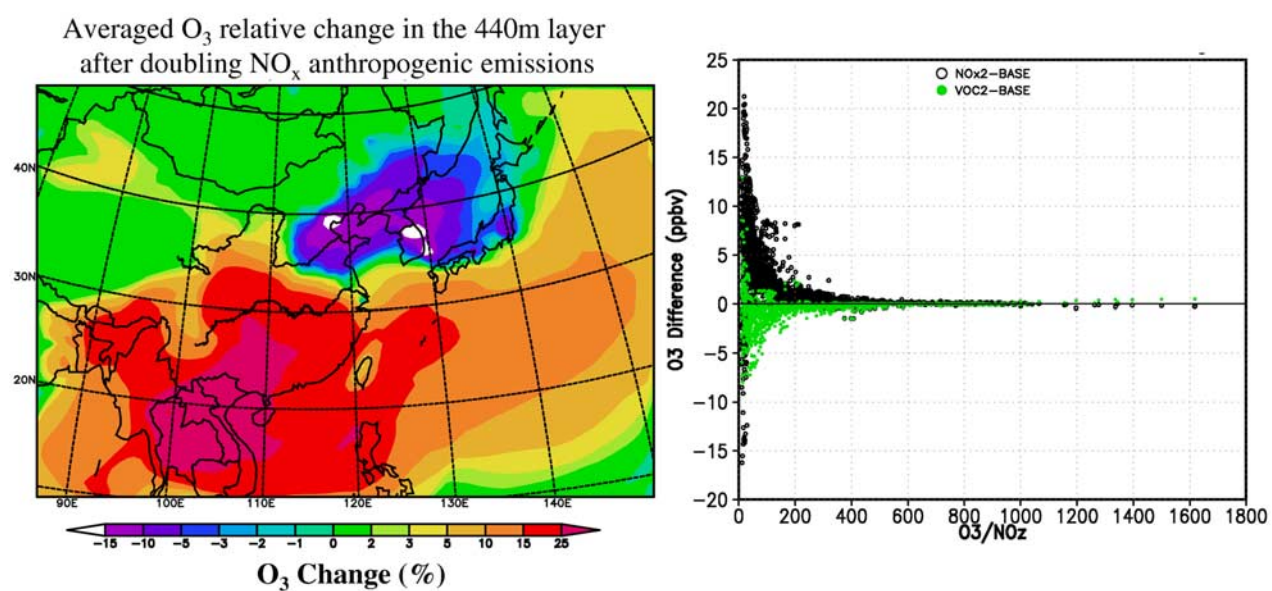 Averaged O₃ relative change in the 440m layer
after doubling NOₓ anthropogenic emissions
40N
30N
20N
90E 100E 110E 120E 130E 140E
-15 -10 -5 -3 -2 -1 0 2 3 5 10 15 25
O₃ Change (%)
NOx2-BASE
VOC2-BASE
O3 Difference (ppbv)
25
20
15
10
5
0
-5
-10
-15
-20
0 200 400 600 800 1000 1200 1400 1600 1800
O3/NOz